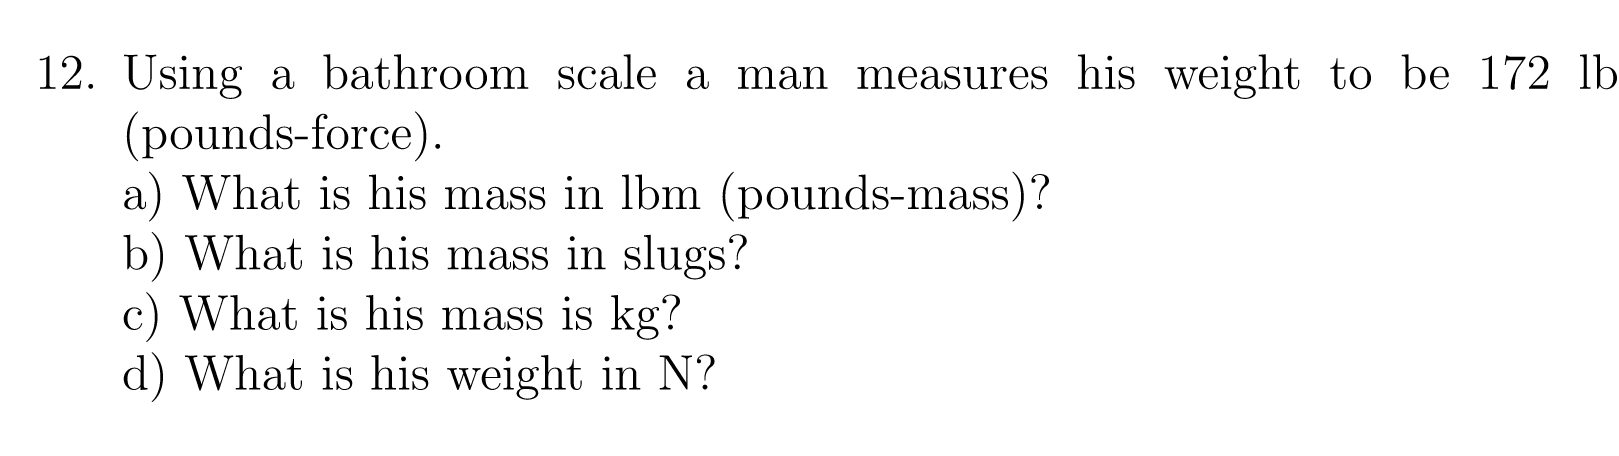 12. Using a bathroom scale a man measures his weight to be 172 lb
(pounds-force).
a) What is his mass in lbm (pounds-mass)?
b) What is his mass in slugs?
c) What is his mass is kg?
d) What is his weight in N?